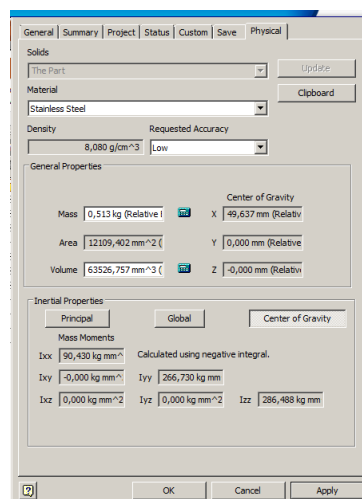 General Summary Project Status Custom Save Physical
Solids
The Part Update
Material
Stainless Steel Clipboard
Density Requested Accuracy
8,080 g/cm^3 Low
General Properties
Center of Gravity
Mass 0,513 kg (Relative X 49,637 mm (Relativ
Area 12109,402 mm^2 ( Y 0,000 mm (Relative
Volume 63526,757 mm^3 ( Z -0,000 mm (Relativ
Inertial Properties
Principal Global Center of Gravity
Mass Moments
Ixx 90,430 kg mm^ Calculated using negative integral.
Ixy -0,000 kg mm^ Iyy 266,730 kg mm
Ixz 0,000 kg mm^2 Iyz 0,000 kg mm^2 Izz 286,488 kg mm
OK Cancel Apply